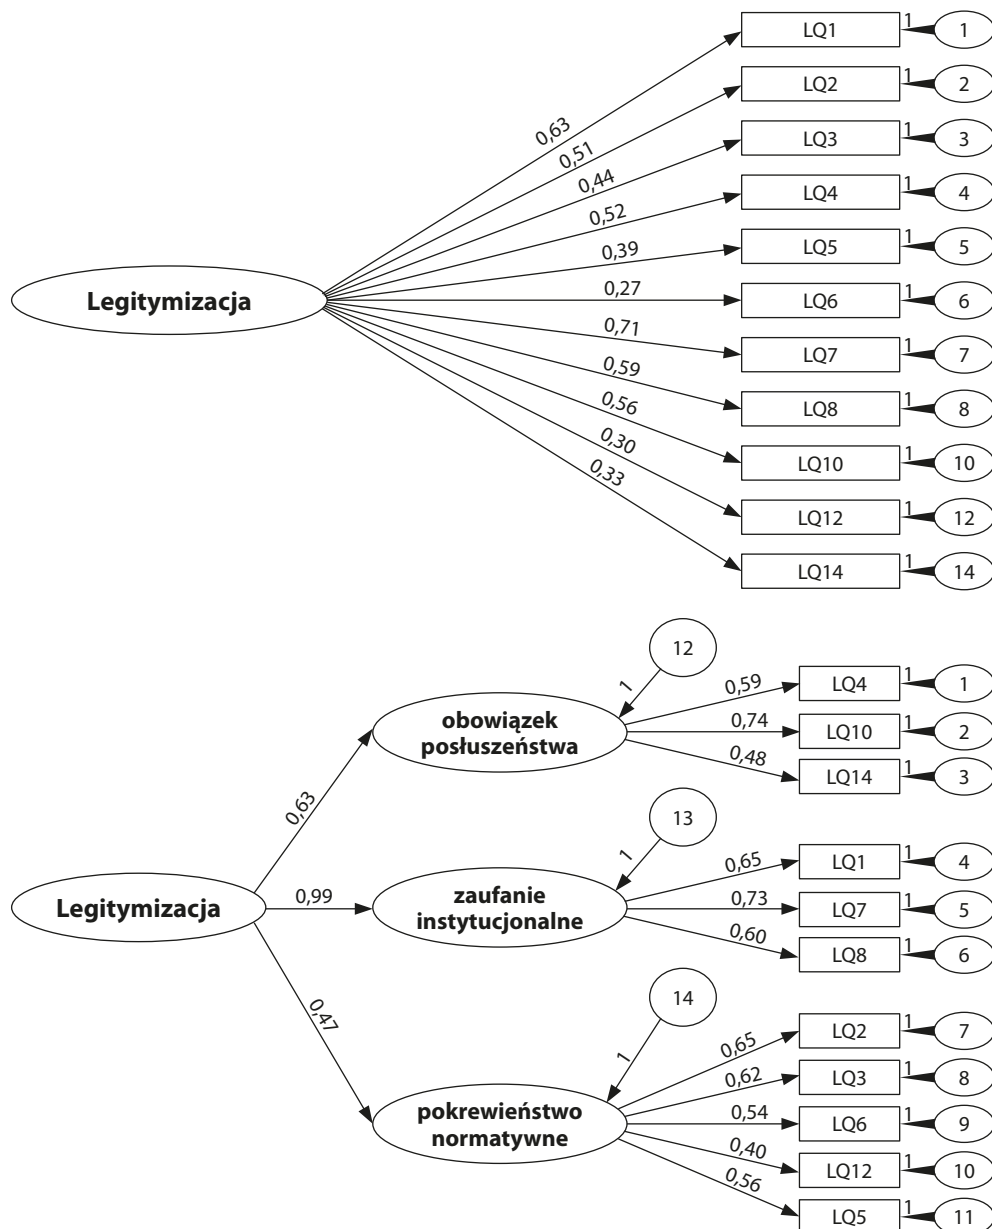 LQ1 1 1
0,63
LQ2 1 2
0,51
LQ3 1 3
0,44
LQ4 1 4
0,52
LQ5 1 5
0,39
Legitymizacja
0,27
LQ6 1 6
0,71
LQ7 1 7
0,59
LQ8 1 8
0,56
LQ10 1 10
0,30
LQ12 1 12
0,33
LQ14 1 14
12
1
obowiązek
posłuszeństwa
0,59
LQ4 1 1
0,74
LQ10 1 2
0,48
LQ14 1 3
0,63
13
1
Legitymizacja
0,99
zaufanie
instytucjonalne
0,65
LQ1 1 4
0,73
LQ7 1 5
0,60
LQ8 1 6
0,47
14
1
pokrewieństwo
normatywne
0,65
LQ2 1 7
0,62
LQ3 1 8
0,54
LQ6 1 9
0,40
LQ12 1 10
0,56
LQ5 1 11